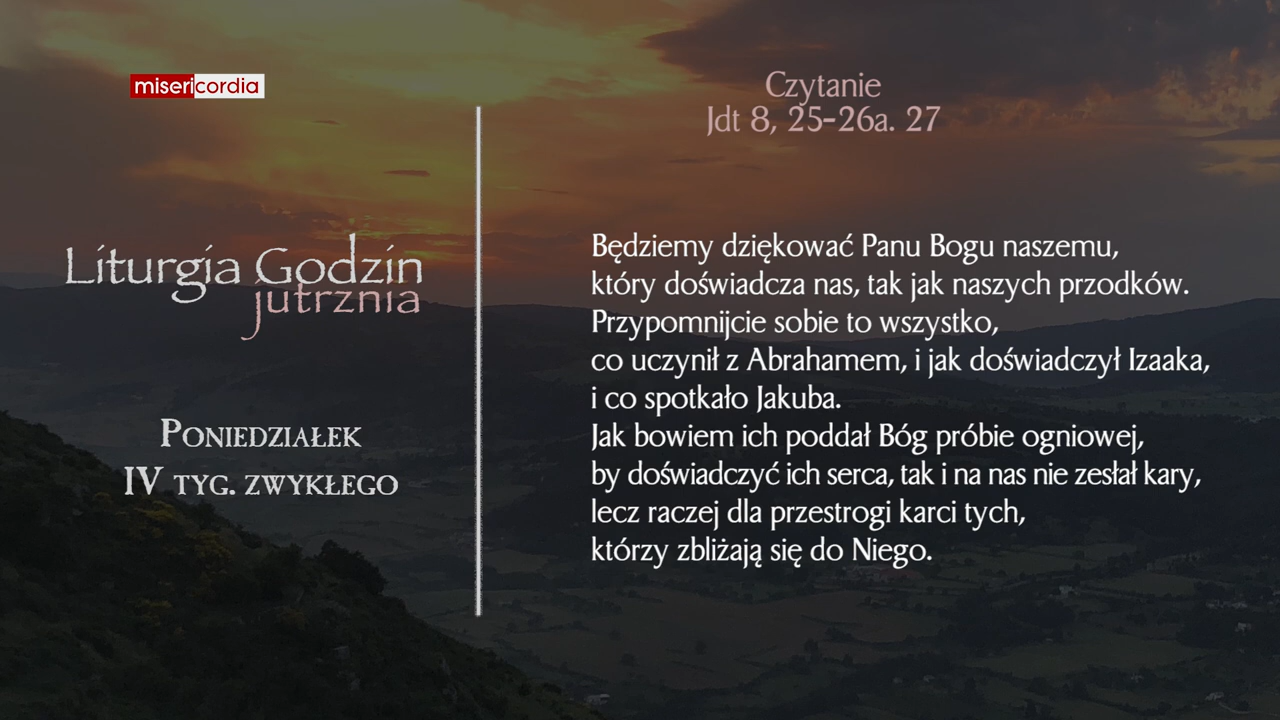 misericordia
Liturgia Godzin
jutrznia
Poniedziałek
IV tyg. zwykłego
Czytanie
Jdt 8, 25-26a. 27
Będziemy dziękować Panu Bogu naszemu,
który doświadcza nas, tak jak naszych przodków.
Przypomnijcie sobie to wszystko,
co uczynił z Abrahamem, i jak doświadczył Izaaka,
i co spotkało Jakuba.
Jak bowiem ich poddał Bóg próbie ogniowej,
by doświadczyć ich serca, tak i na nas nie zesłał kary,
lecz raczej dla przestrogi karci tych,
którzy zbliżają się do Niego.